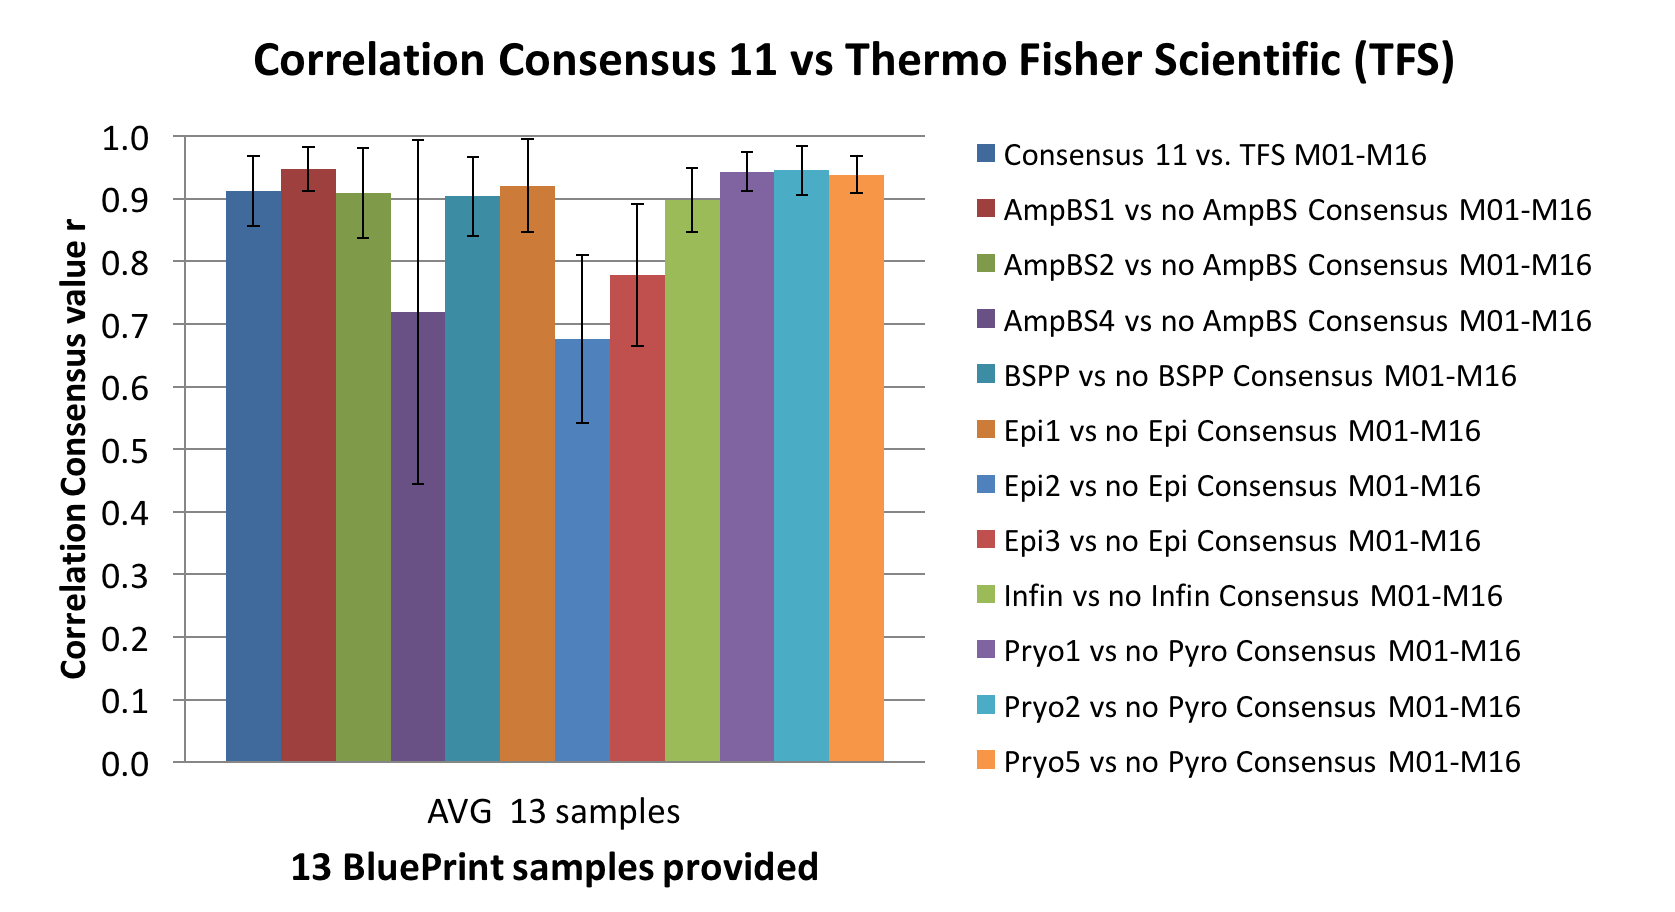 Correlation Consensus 11 vs Thermo Fisher Scientific (TFS)
Correlation Consensus value r
1.0
0.9
0.8
0.7
0.6
0.5
0.4
0.3
0.2
0.1
0.0
AVG 13 samples
13 BluePrint samples provided
Consensus 11 vs. TFS M01-M16
AmpBS1 vs no AmpBS Consensus M01-M16
AmpBS2 vs no AmpBS Consensus M01-M16
AmpBS4 vs no AmpBS Consensus M01-M16
BSPP vs no BSPP Consensus M01-M16
Epi1 vs no Epi Consensus M01-M16
Epi2 vs no Epi Consensus M01-M16
Epi3 vs no Epi Consensus M01-M16
Infin vs no Infin Consensus M01-M16
Pryo1 vs no Pyro Consensus M01-M16
Pryo2 vs no Pyro Consensus M01-M16
Pryo5 vs no Pyro Consensus M01-M16